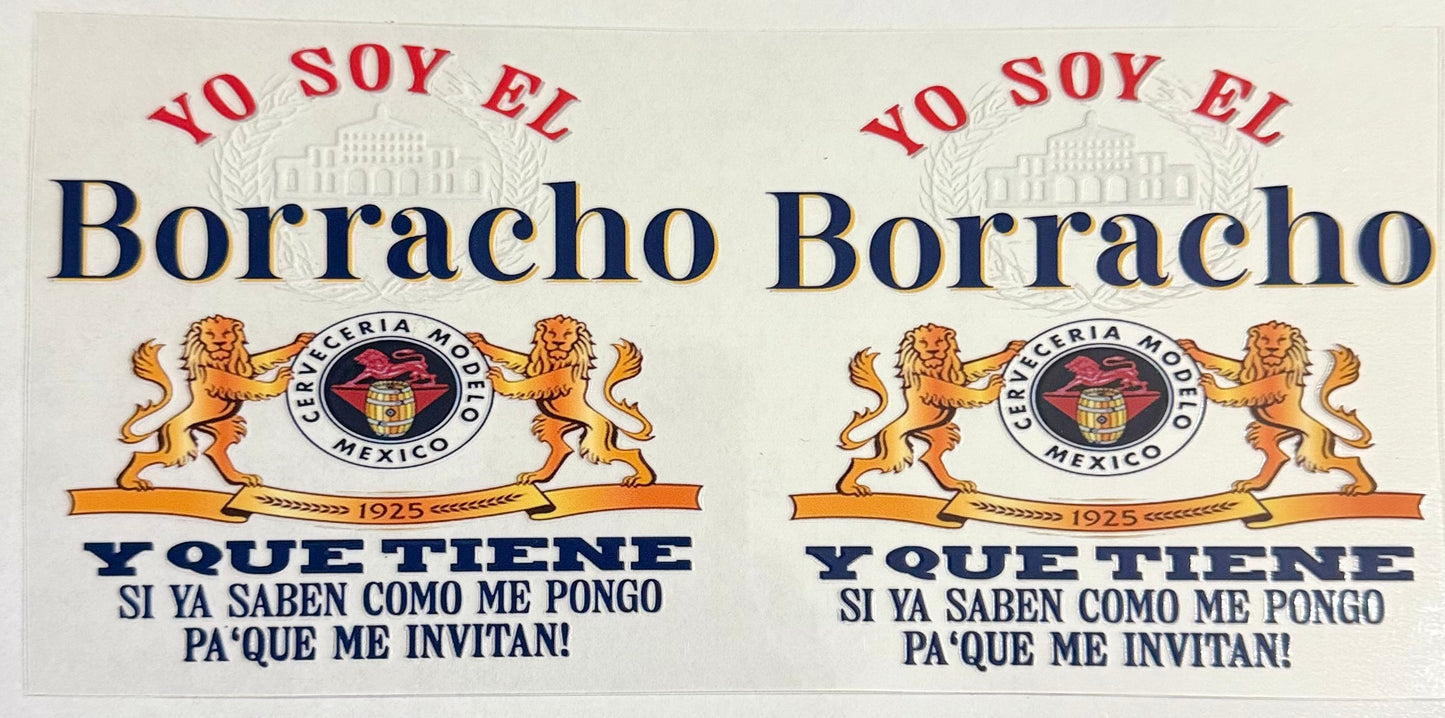 YO SOY EL
Borracho
CERVECERIA MODELO
MEXICO
1925
Y QUE TIENE
SI YA SABEN COMO ME PONGO
PA‘QUE ME INVITAN!
YO SOY EL
Borracho
CERVECERIA MODELO
MEXICO
1925
Y QUE TIENE
SI YA SABEN COMO ME PONGO
PA‘QUE ME INVITAN!